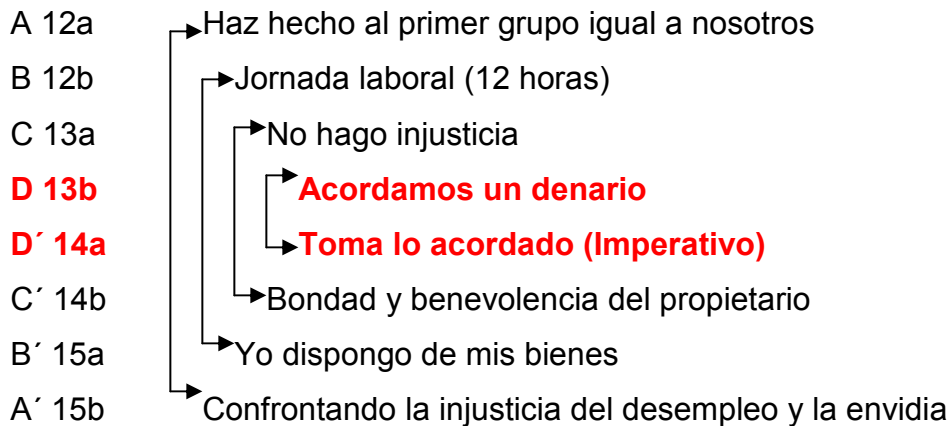 A 12a Haz hecho al primer grupo igual a nosotros
B 12b Jornada laboral (12 horas)
C 13a No hago injusticia
D 13b Acordamos un denario
D´ 14a Toma lo acordado (Imperativo)
C´ 14b Bondad y benevolencia del propietario
B´ 15a Yo dispongo de mis bienes
A´ 15b Confrontando la injusticia del desempleo y la envidia